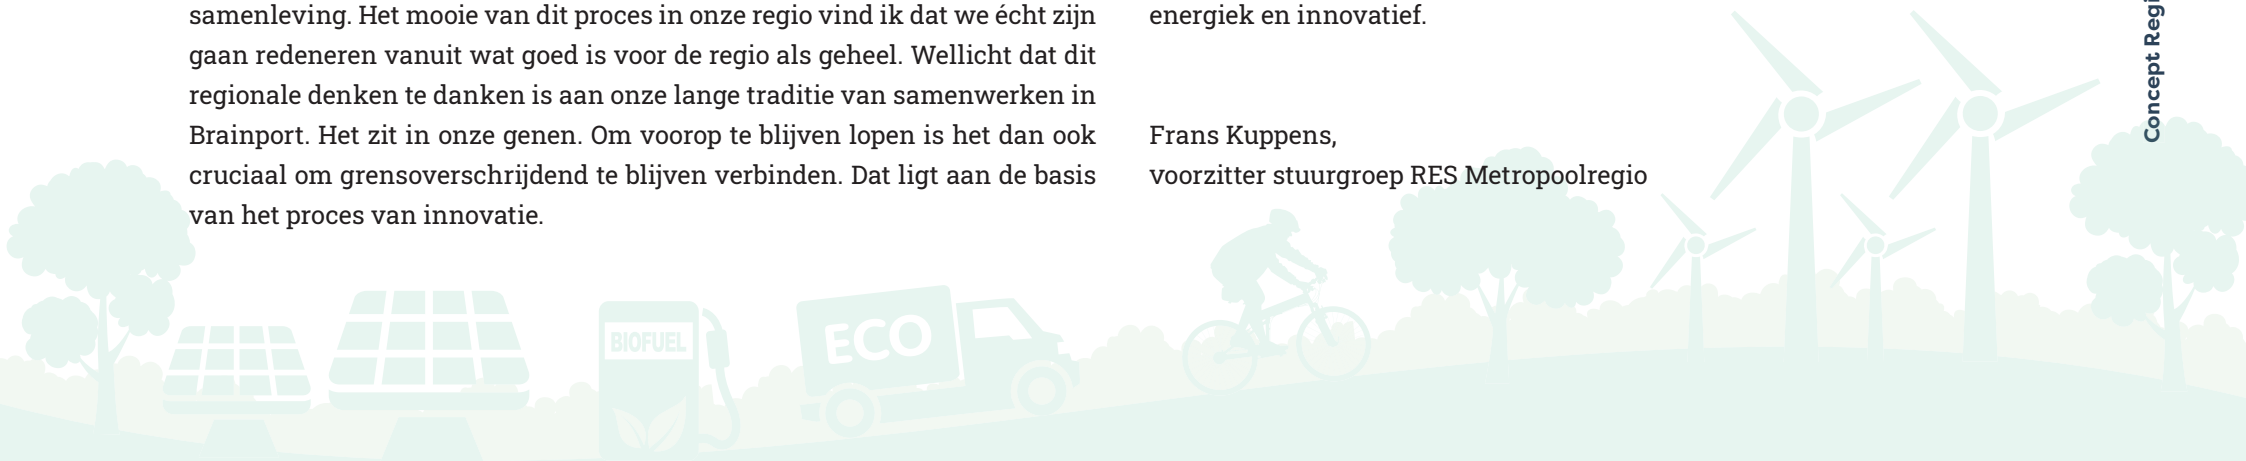 samenleving. Het mooie van dit proces in onze regio vind ik dat we écht zijn
gaan redeneren vanuit wat goed is voor de regio als geheel. Wellicht dat dit
regionale denken te danken is aan onze lange traditie van samenwerken in
Brainport. Het zit in onze genen. Om voorop te blijven lopen is het dan ook
cruciaal om grensoverschrijdend te blijven verbinden. Dat ligt aan de basis
van het proces van innovatie.
energiek en innovatief.
Frans Kuppens,
voorzitter stuurgroep RES Metropoolregio
Concept Regi
BIOFUEL
ECO